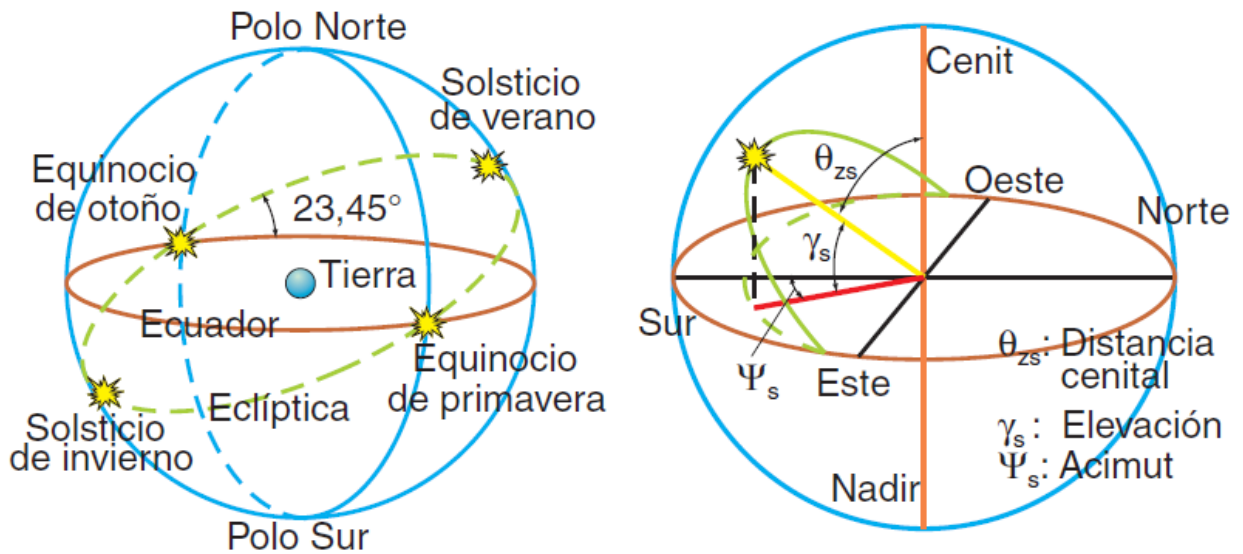 Polo Norte
Solsticio
de verano
Equinocio
de otoño
23,45°
Tierra
Ecuador
Equinocio
de primavera
Eclíptica
Solsticio
de invierno
Polo Sur
Cenit
θzs
Oeste
Norte
γs
Sur
Ψs
Este
θzs: Distancia
cenital
γs : Elevación
Ψs: Acimut
Nadir